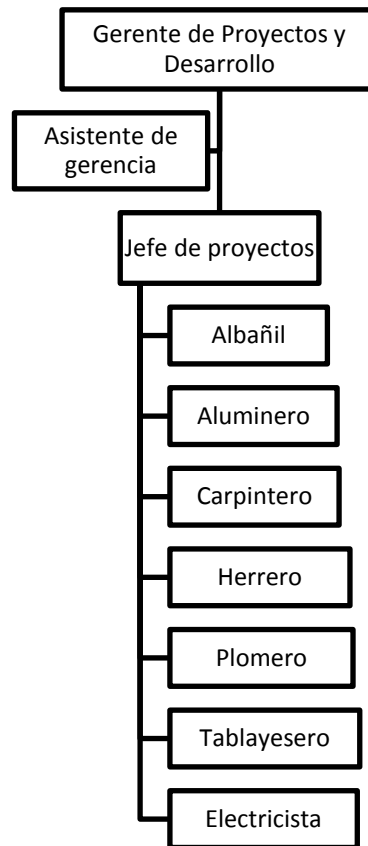 Gerente de Proyectos y
Desarrollo
Asistente de
gerencia
Jefe de proyectos
Albañil
Aluminero
Carpintero
Herrero
Plomero
Tablayesero
Electricista